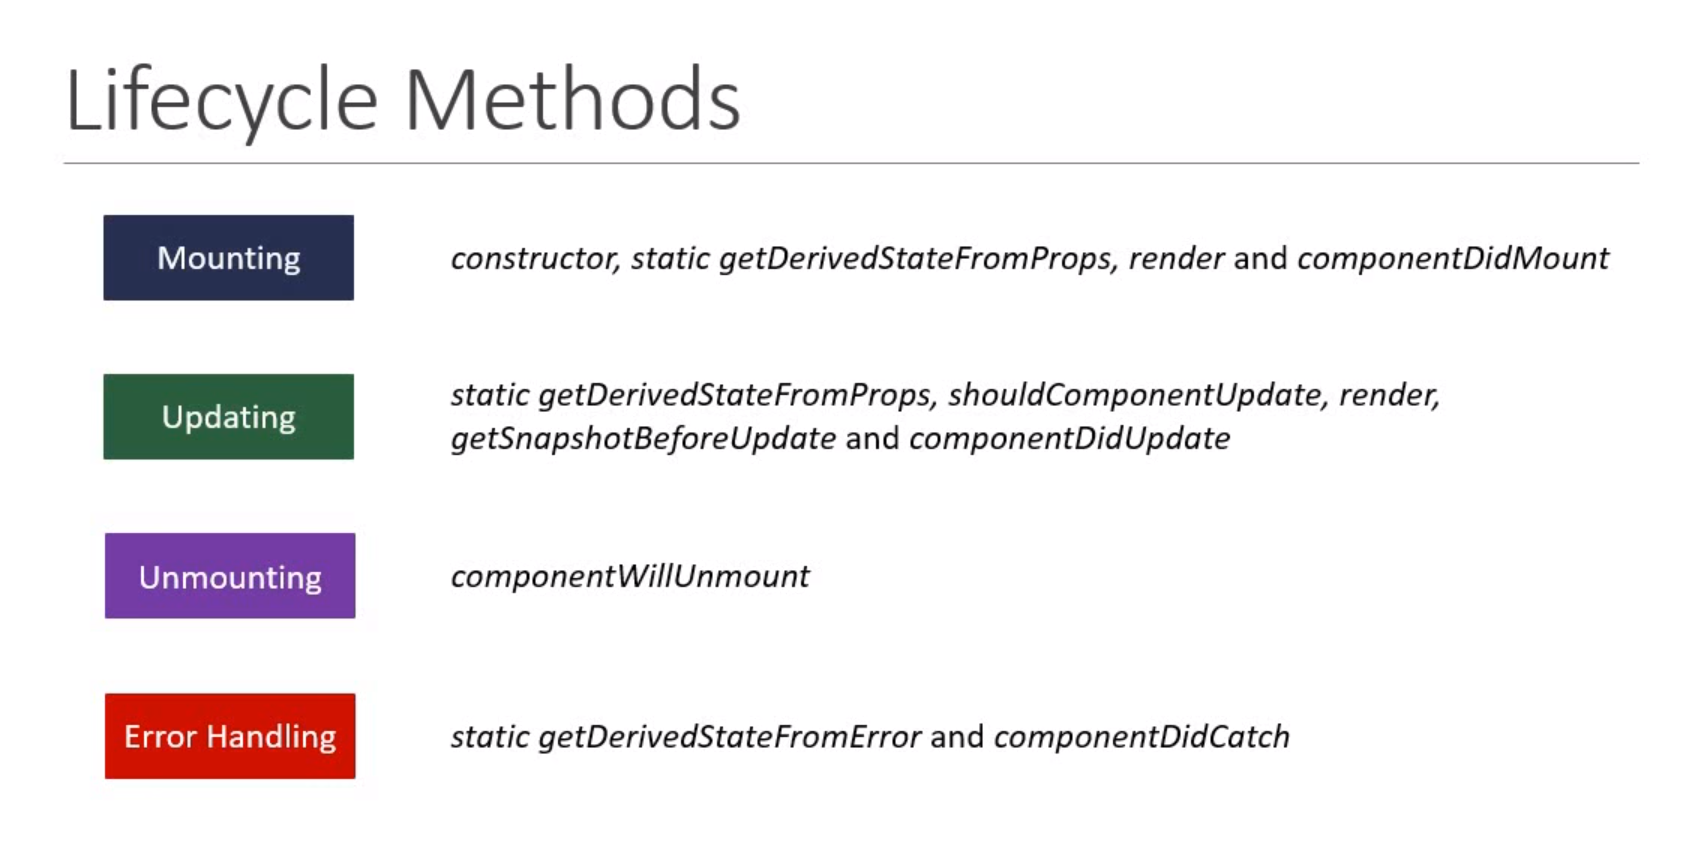 Lifecycle Methods
Mounting
constructor, static getDerivedStateFromProps, render and componentDidMount
Updating
static getDerivedStateFromProps, shouldComponentUpdate, render,
getSnapshotBeforeUpdate and componentDidUpdate
Unmounting
componentWillUnmount
Error Handling
static getDerivedStateFromError and componentDidCatch